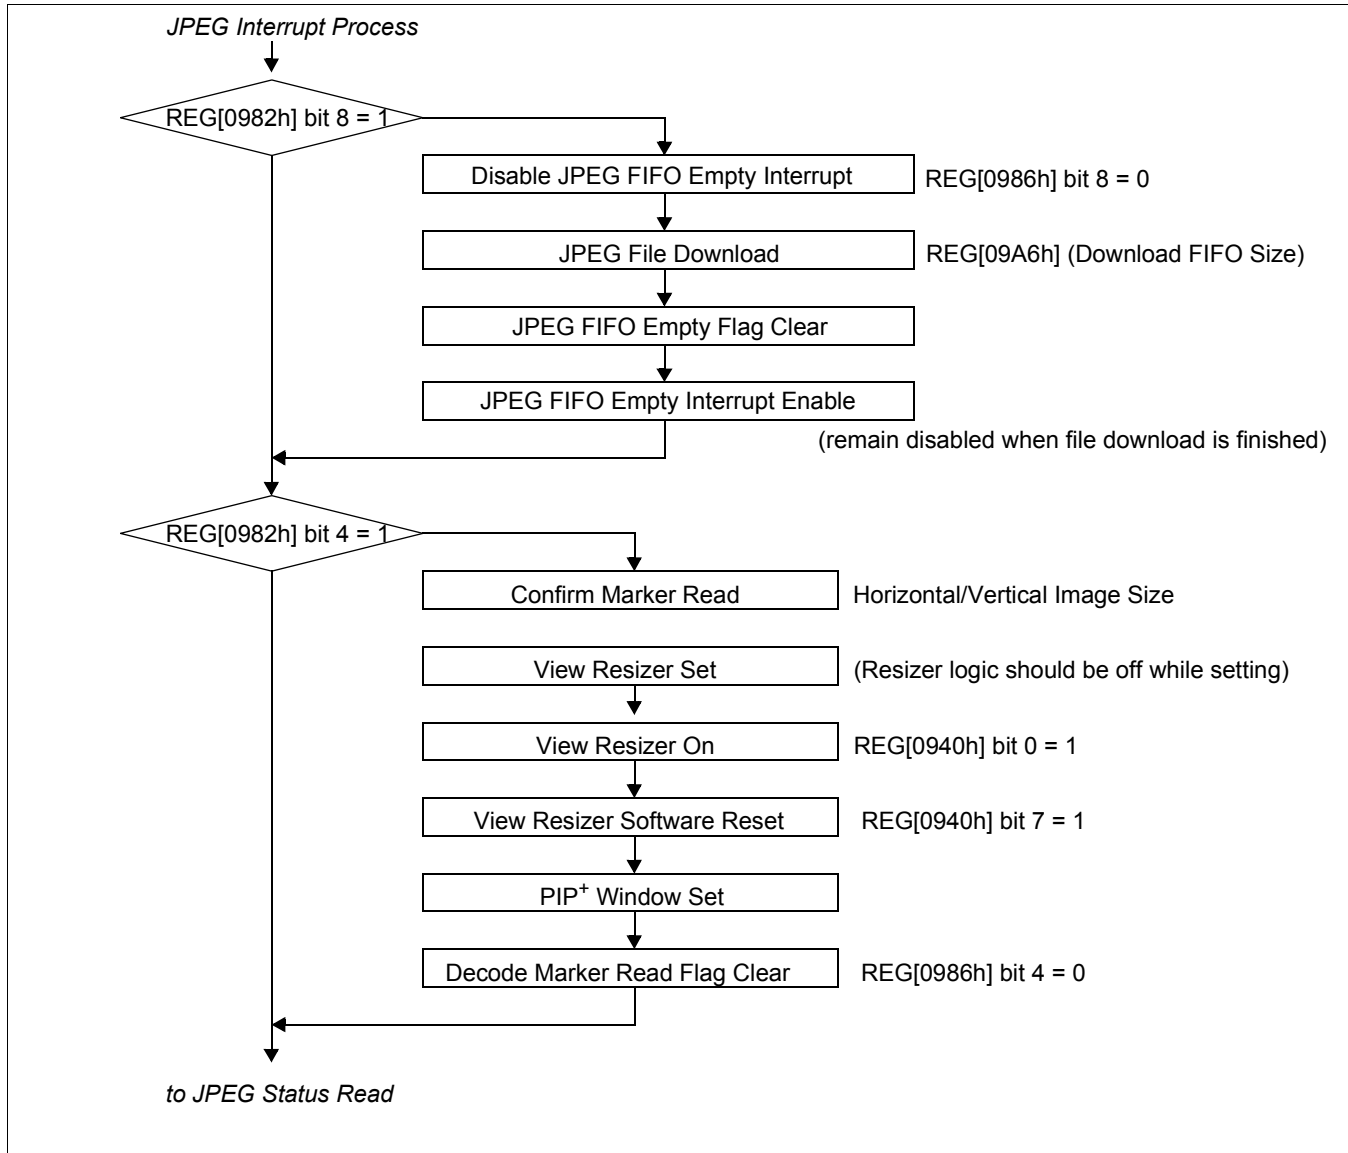 JPEG Interrupt Process
REG[0982h] bit 8 = 1
Disable JPEG FIFO Empty Interrupt REG[0986h] bit 8 = 0
JPEG File Download REG[09A6h] (Download FIFO Size)
JPEG FIFO Empty Flag Clear
JPEG FIFO Empty Interrupt Enable
(remain disabled when file download is finished)
REG[0982h] bit 4 = 1
Confirm Marker Read Horizontal/Vertical Image Size
View Resizer Set (Resizer logic should be off while setting)
View Resizer On REG[0940h] bit 0 = 1
View Resizer Software Reset REG[0940h] bit 7 = 1
PIP+ Window Set
Decode Marker Read Flag Clear REG[0986h] bit 4 = 0
to JPEG Status Read